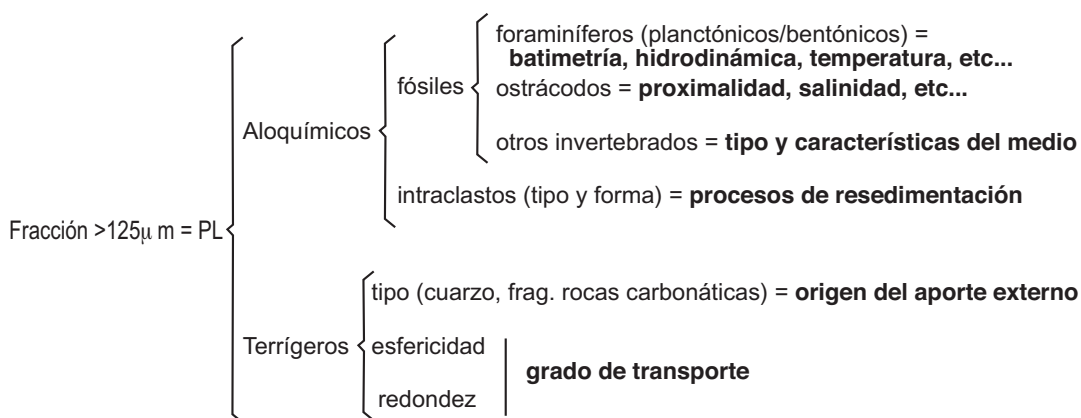 foraminíferos (planctónicos/bentónicos) =
batimetría, hidrodinámica, temperatura, etc...
fósiles
ostrácodos = proximalidad, salinidad, etc...
Aloquímicos
otros invertebrados = tipo y características del medio
intraclastos (tipo y forma) = procesos de resedimentación
Fracción >125μ m = PL
tipo (cuarzo, frag. rocas carbonáticas) = origen del aporte externo
Terrígeros
esfericidad
grado de transporte
redondez